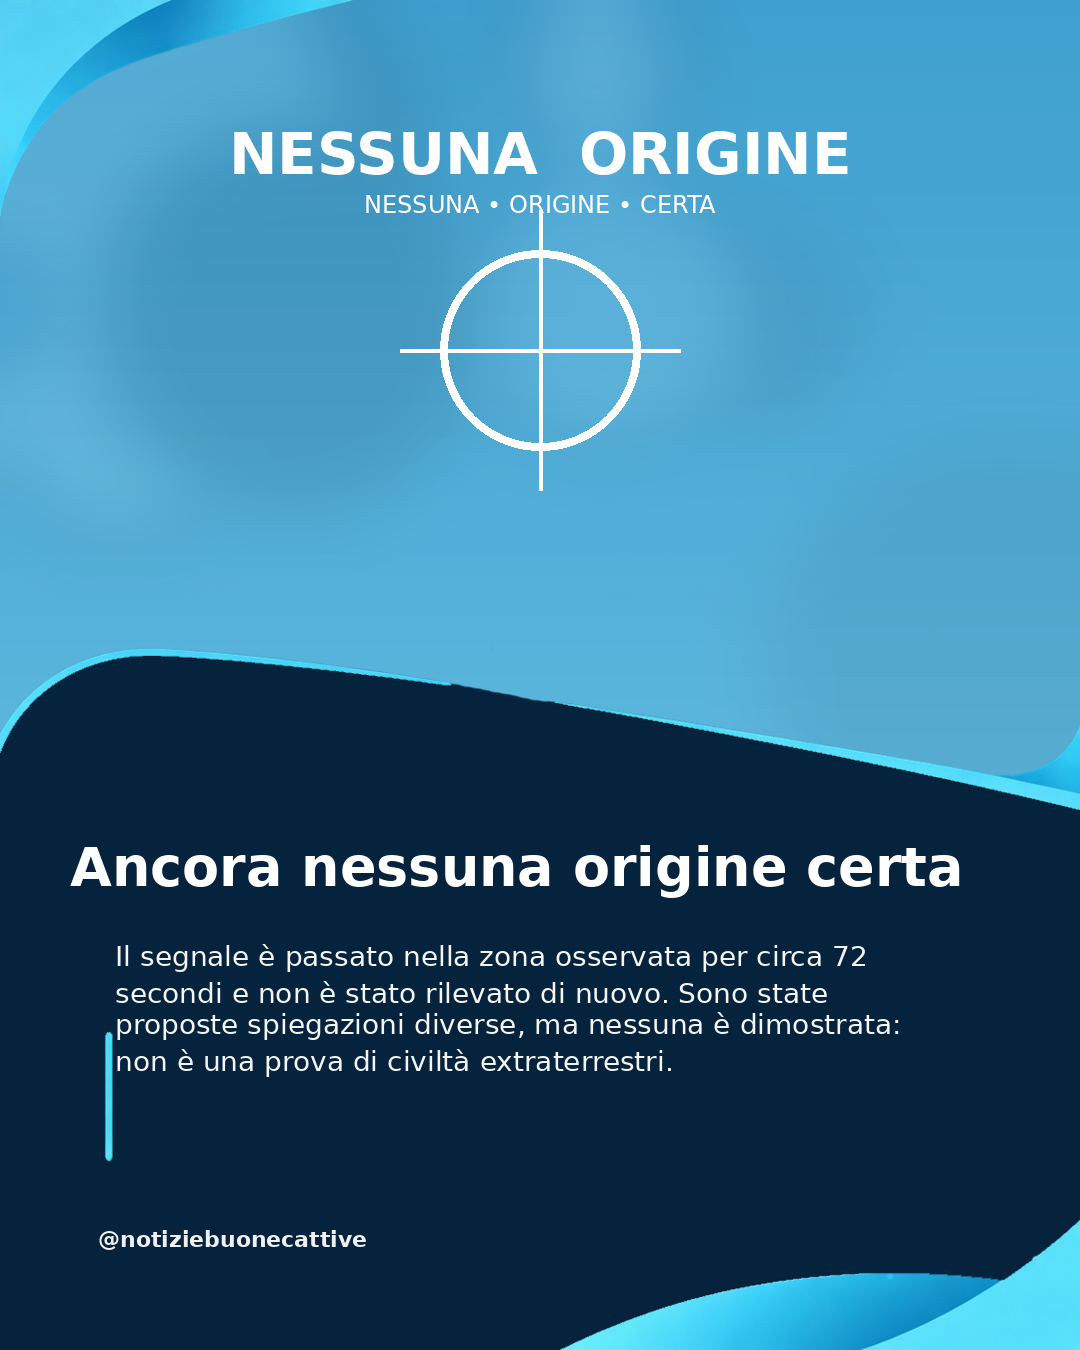 NESSUNA ORIGINE
NESSUNA • ORIGINE • CERTA
Ancora nessuna origine certa
Il segnale è passato nella zona osservata per circa 72
secondi e non è stato rilevato di nuovo. Sono state
proposte spiegazioni diverse, ma nessuna è dimostrata:
non è una prova di civiltà extraterrestri.
@notiziebuonecattive